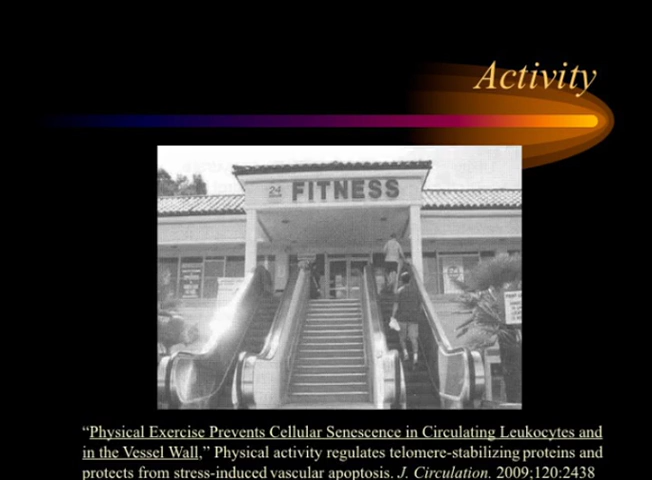 Activity
24
FITNESS
“Physical Exercise Prevents Cellular Senescence in Circulating Leukocytes and
in the Vessel Wall,” Physical activity regulates telomere-stabilizing proteins and
protects from stress-induced vascular apoptosis. J. Circulation. 2009;120:2438